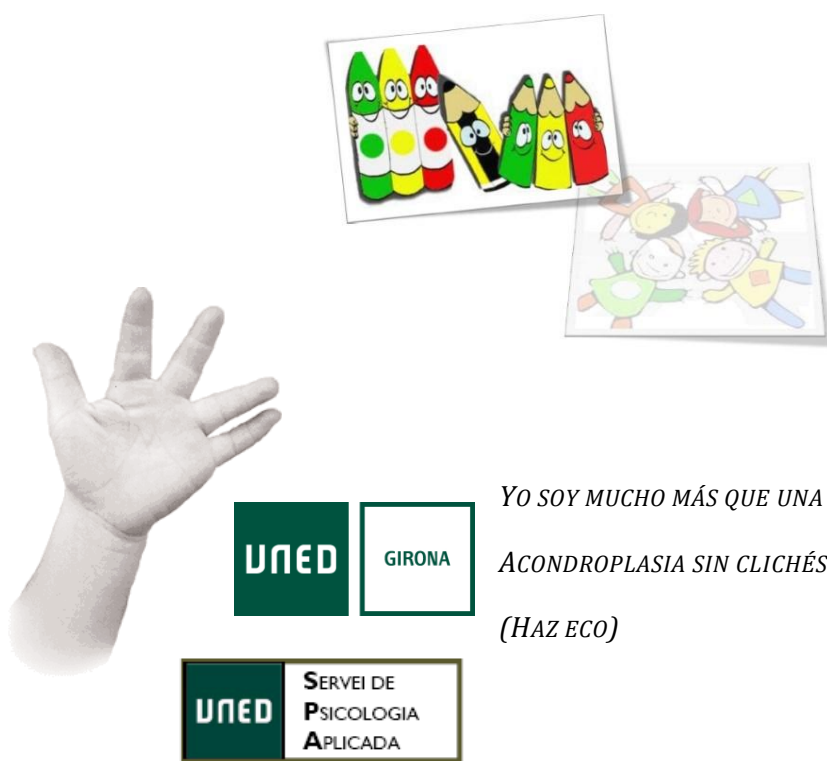 YO SOY MUCHO MÁS QUE UNA
ACONDROPLASIA SIN CLICHÉS
(HAZ ECO)
UNED
GIRONA
UNED
SERVEI DE
PSICOLOGIA
APLICADA